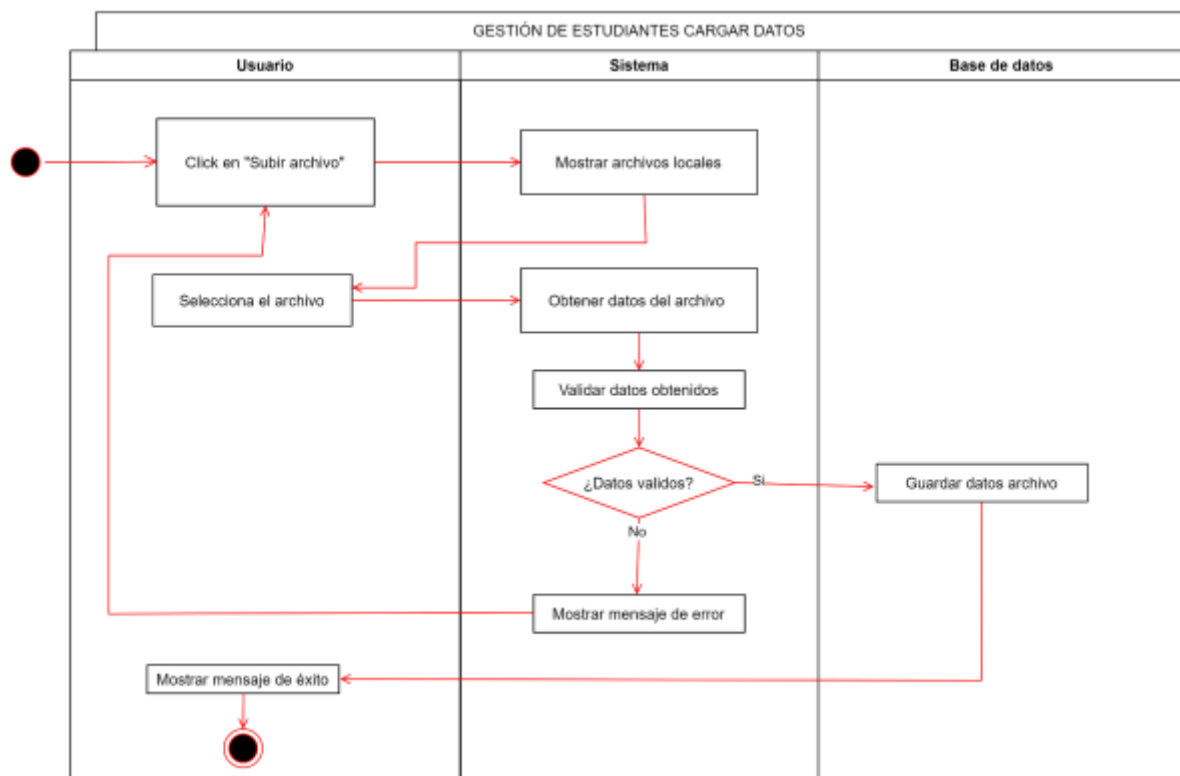 GESTIÓN DE ESTUDIANTES CARGAR DATOS
Usuario
Sistema
Base de datos
Click en "Subir archivo"
Mostrar archivos locales
Selecciona el archivo
Obtener datos del archivo
Validar datos obtenidos
¿Datos validos?
Si
Guardar datos archivo
No
Mostrar mensaje de error
Mostrar mensaje de éxito